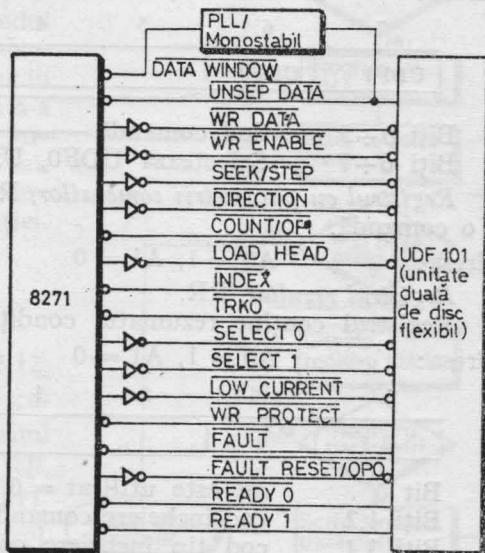 PLL/
Monostabil
DATA WINDOW
UNSEP DATA
WR DATA
WR ENABLE
SEEK/STEP
DIRECTION
COUNT/OPI
LOAD HEAD
INDEX
TRKO
SELECT 0
SELECT 1
LOW CURRENT
WR PROTECT
FAULT
FAULT RESET/OPO
READY 0
READY 1
8271
UDF 101
(unitate
duală
de disc
flexibil)